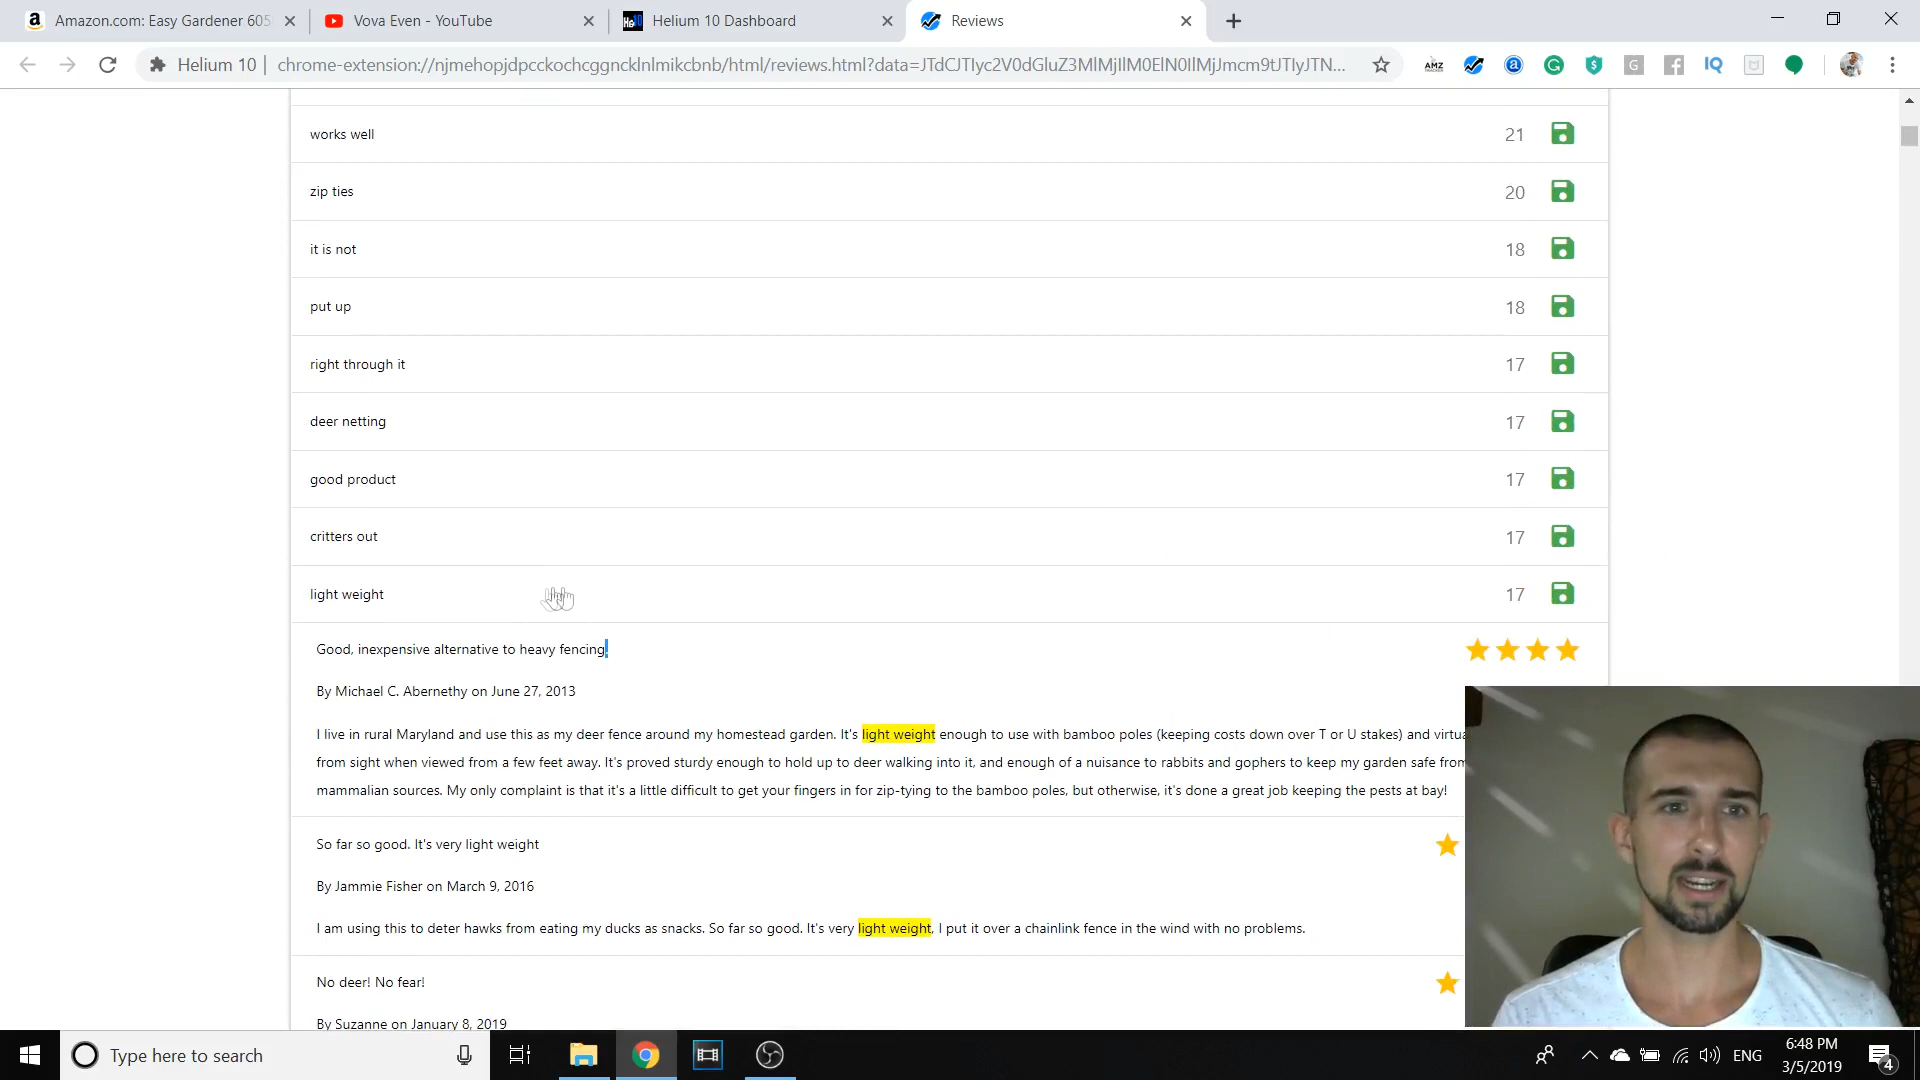 Amazon.com: Easy Gardener 605
Vova Even - YouTube
Helium 10 Dashboard
Reviews
Helium 10
chrome-extension://njmehopjdpcckochcggncklnlmikcbnb/html/reviews.html?data=JTdCJTIyc2V0dGluZ3MlMjIlM0ElN0IlMjJmcm9tJTIyJTN...
works well 21
zip ties 20
it is not 18
put up 18
right through it 17
deer netting 17
good product 17
critters out 17
light weight 17
Good, inexpensive alternative to heavy fencing.
By Michael C. Abernethy on June 27, 2013
I live in rural Maryland and use this as my deer fence around my homestead garden. It's light weight enough to use with bamboo poles (keeping costs down over T or U stakes) and virtua
from sight when viewed from a few feet away. It's proved sturdy enough to hold up to deer walking into it, and enough of a nuisance to rabbits and gophers to keep my garden safe from
mammalian sources. My only complaint is that it's a little difficult to get your fingers in for zip-tying to the bamboo poles, but otherwise, it's done a great job keeping the pests at bay!
So far so good. It's very light weight
By Jammie Fisher on March 9, 2016
I am using this to deter hawks from eating my ducks as snacks. So far so good. It's very light weight, I put it over a chainlink fence in the wind with no problems.
No deer! No fear!
By Suzanne on January 8, 2019
Type here to search
ENG
6:48 PM
3/5/2019
4